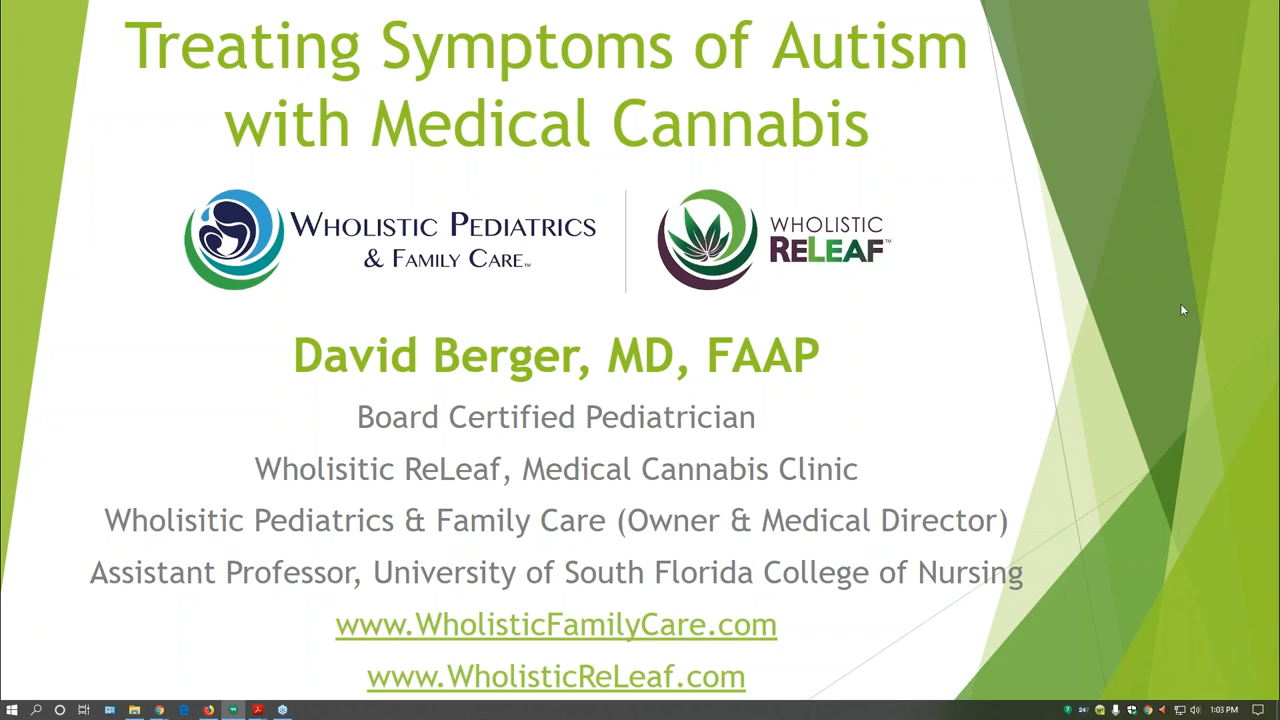 Treating Symptoms of Autism
with Medical Cannabis
WHOLISTIC PEDIATRICS
& FAMILY CARE™
WHOLISTIC
RELEAF™
David Berger, MD, FAAP
Board Certified Pediatrician
Wholisitic ReLeaf, Medical Cannabis Clinic
Wholisitic Pediatrics & Family Care (Owner & Medical Director)
Assistant Professor, University of South Florida College of Nursing
www.WholisticFamilyCare.com
www.WholisticReLeaf.com
1:03 PM